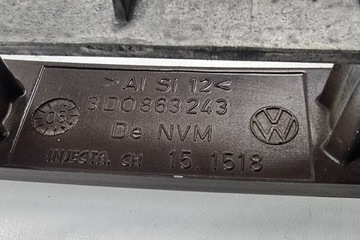 >Al Si 12<
3D0863243
De NVM
INJECTA CH 15 1518